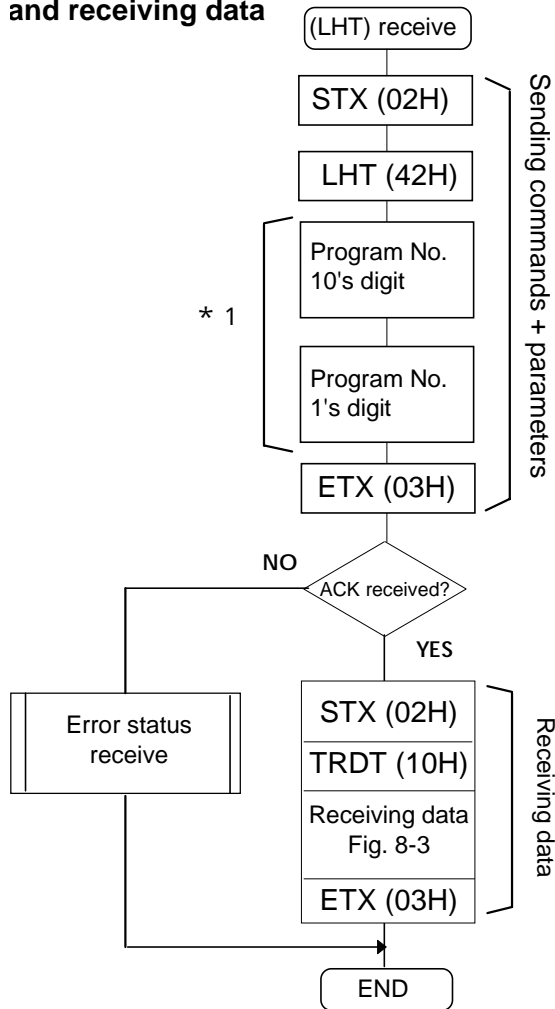 and receiving data
(LHT) receive
STX (02H)
LHT (42H)
Program No.
10's digit
* 1
Program No.
1's digit
ETX (03H)
Sending commands + parameters
NO
ACK received?
YES
Error status
receive
STX (02H)
TRDT (10H)
Receiving data
Fig. 8-3
ETX (03H)
Receiving data
END